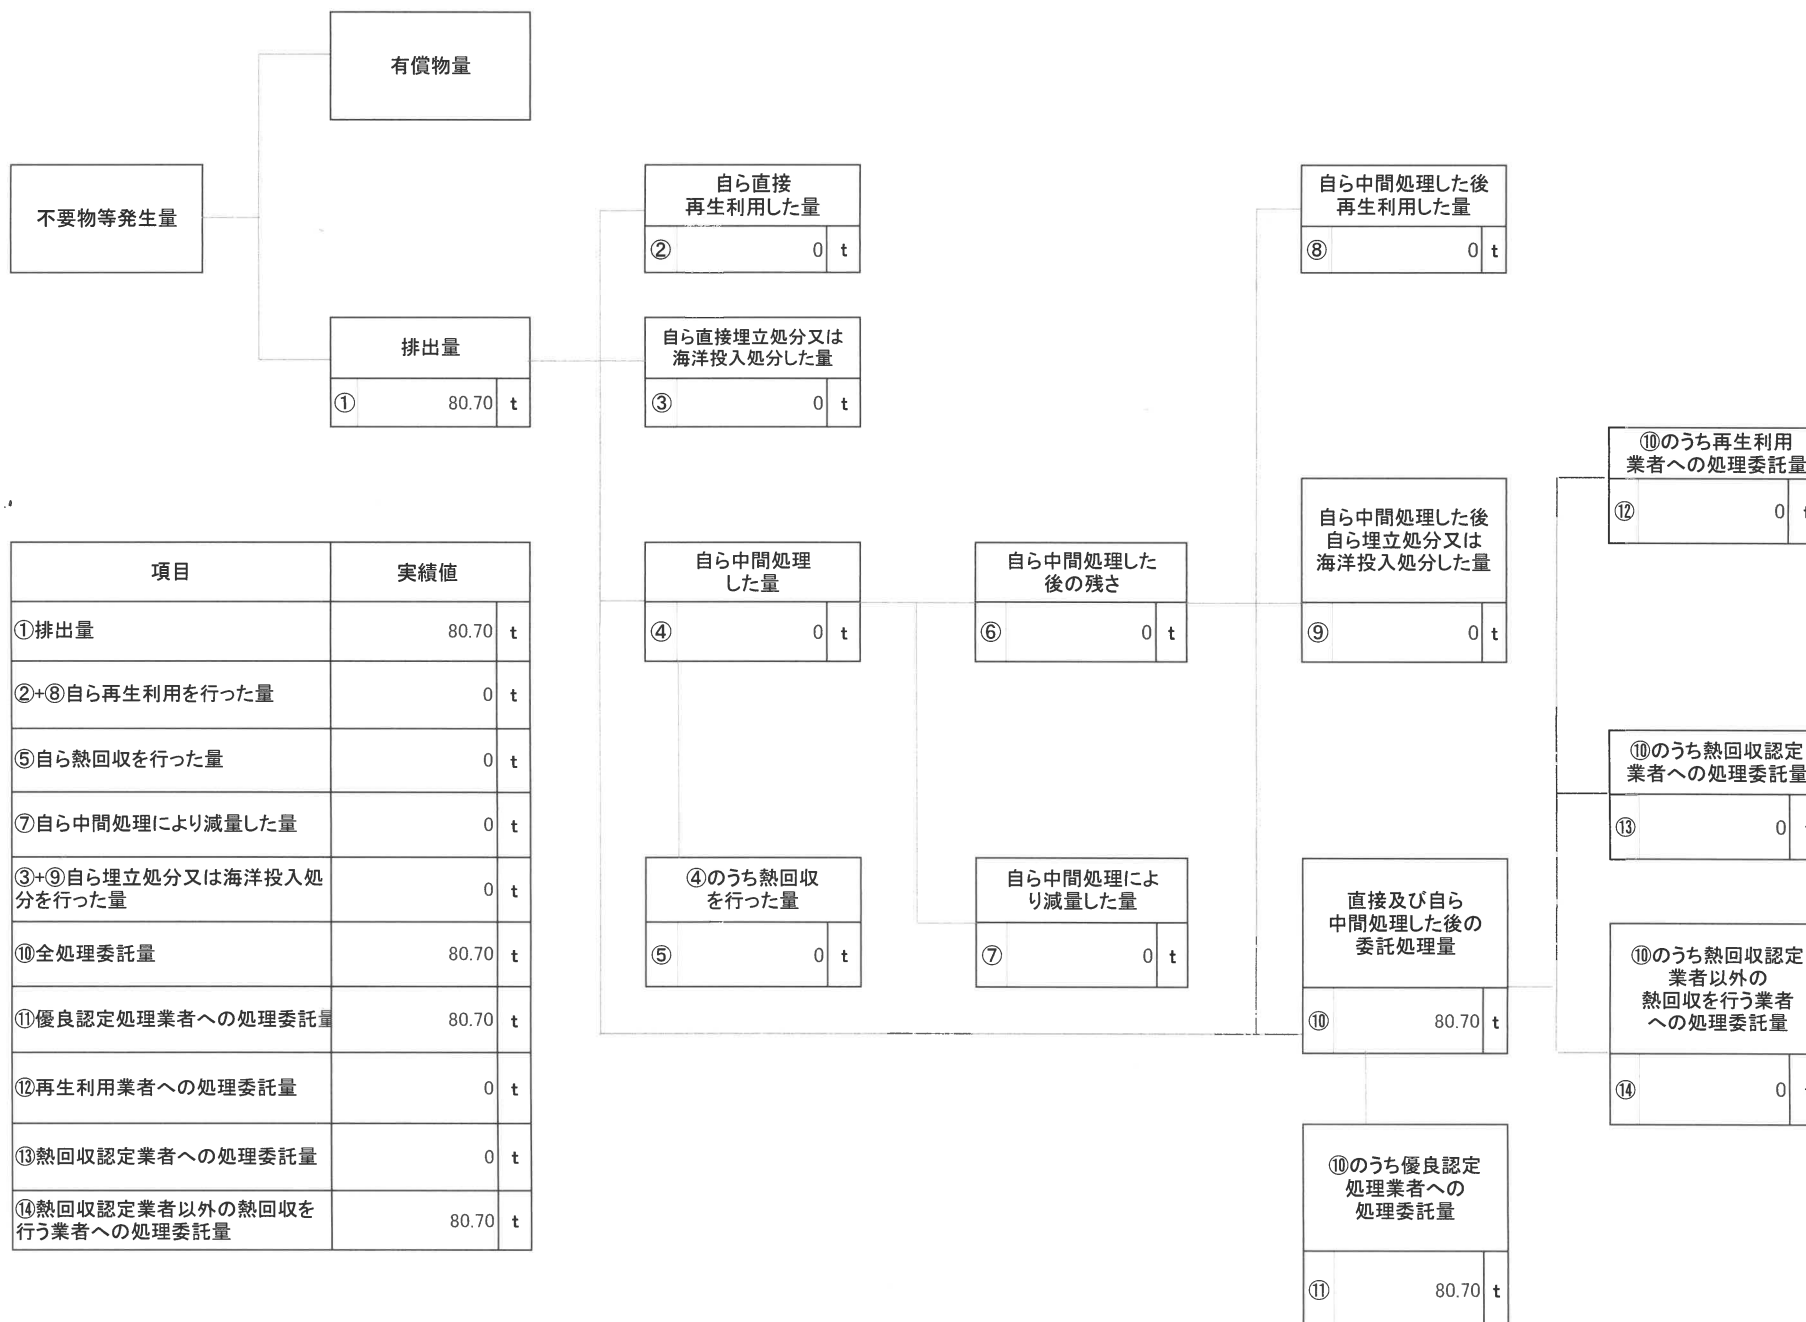 有償物量
不要物等発生量
排出量
① 80.70 t
自ら直接
再生利用した量
② 0 t
自ら直接埋立処分又は
海洋投入処分した量
③ 0 t
自ら中間処理
した量
④ 0 t
④のうち熱回収
を行った量
⑤ 0 t
自ら中間処理した
後の残さ
⑥ 0 t
自ら中間処理によ
り減量した量
⑦ 0 t
自ら中間処理した後
再生利用した量
⑧ 0 t
自ら中間処理した後
自ら埋立処分又は
海洋投入処分した量
⑨ 0 t
直接及び自ら
中間処理した後の
委託処理量
⑩ 80.70 t
⑩のうち優良認定
処理業者への
処理委託量
⑪ 80.70 t
⑩のうち再生利用
業者への処理委託量
⑫ 0
⑩のうち熱回収認定
業者への処理委託量
⑬ 0
⑩のうち熱回収認定
業者以外の
熱回収を行う業者
への処理委託量
⑭ 0
項目 実績値
①排出量 80.70 t
②+⑧自ら再生利用を行った量 0 t
⑤自ら熱回収を行った量 0 t
⑦自ら中間処理により減量した量 0 t
③+⑨自ら埋立処分又は海洋投入処
分を行った量 0 t
⑩全処理委託量 80.70 t
⑪優良認定処理業者への処理委託量 80.70 t
⑫再生利用業者への処理委託量 0 t
⑬熱回収認定業者への処理委託量 0 t
⑭熱回収認定業者以外の熱回収を
行う業者への処理委託量 80.70 t